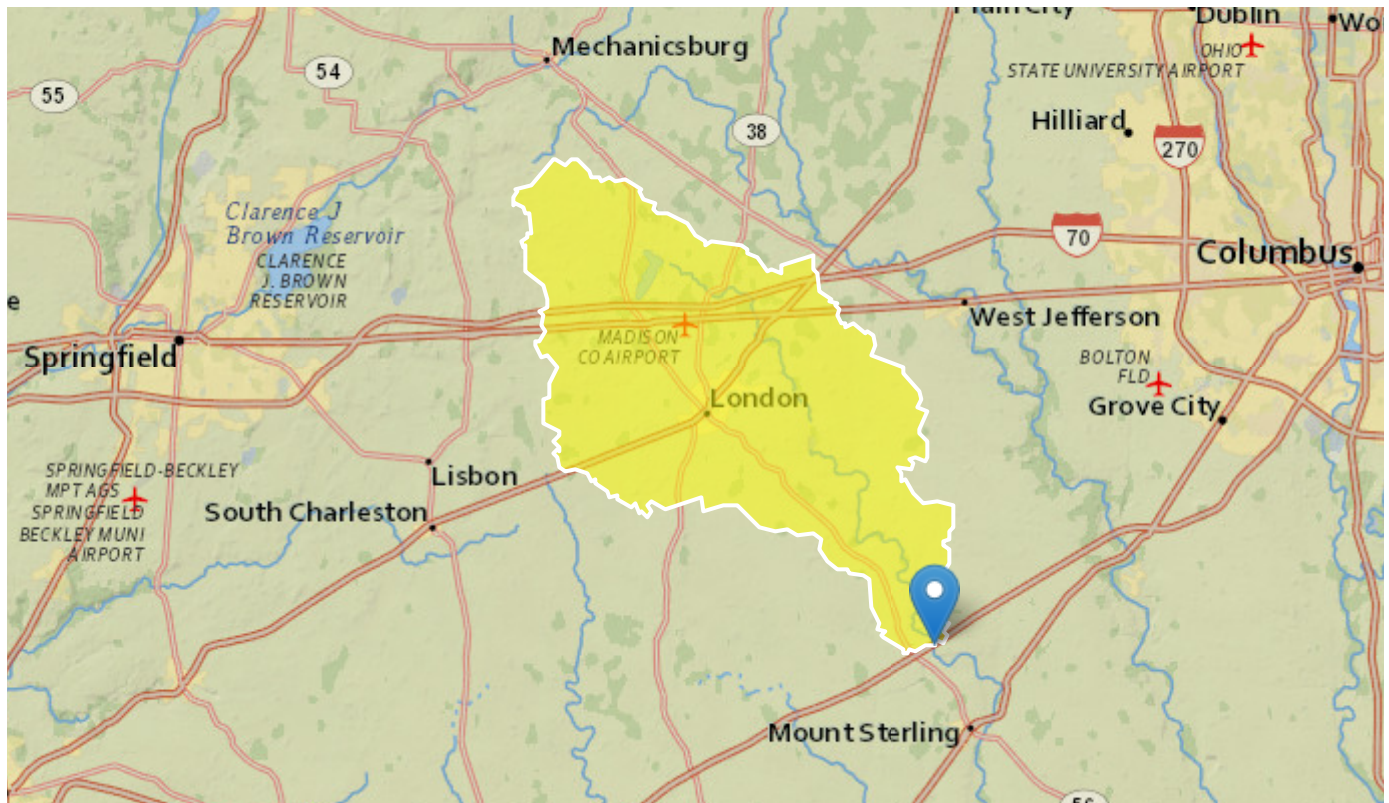 Plain City
Dublin
Wo
Mechanicsburg
OHIO
STATE UNIVERSITY AIRPORT
54
55
Hilliard
38
270
Clarence J
Brown Reservoir
CLARENCE
J. BROWN
RESERVOIR
70
Columbus
e
West Jefferson
MADISON
CO AIRPORT
Springfield
BOLTON
FLD
London
Grove City
SPRINGFIELD-BECKLEY
MPT AGS
SPRINGFIELD
BECKLEY MUNI
AIRPORT
Lisbon
South Charleston
Mount Sterling
56